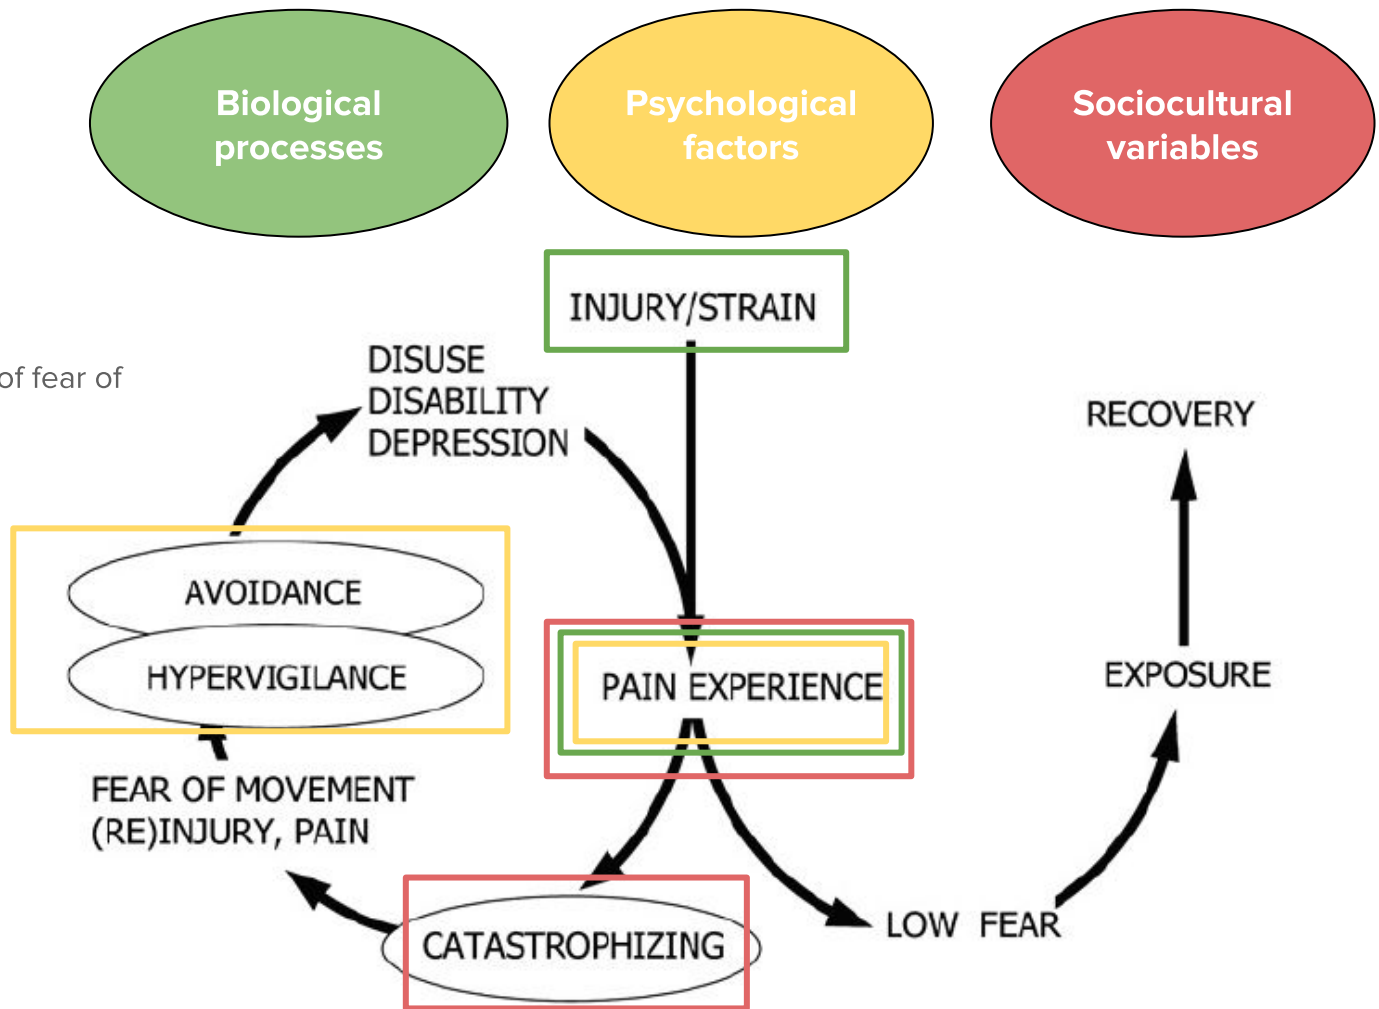 Biological
processes
Psychological
factors
Sociocultural
variables
INJURY/STRAIN
DISUSE
DISABILITY
DEPRESSION
of fear of
RECOVERY
AVOIDANCE
HYPERVIGILANCE
PAIN EXPERIENCE
EXPOSURE
FEAR OF MOVEMENT
(RE)INJURY, PAIN
CATASTROPHIZING
LOW FEAR